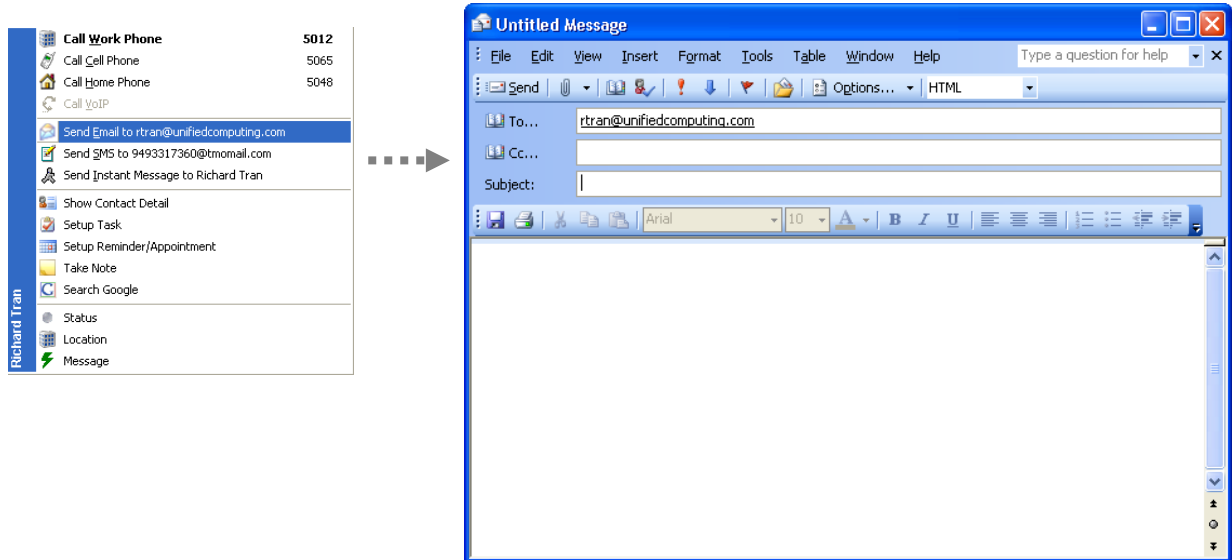 Richard Tran
Call Work Phone 5012
Call Cell Phone 5065
Call Home Phone 5048
Call VoIP
Send Email to rtran@unifiedcomputing.com
Send SMS to 9493317360@tmomail.com
Send Instant Message to Richard Tran
Show Contact Detail
Setup Task
Setup Reminder/Appointment
Take Note
Search Google
Status
Location
Message
Untitled Message
File Edit View Insert Format Tools Table Window Help Type a question for help
Send Options... HTML
To... rtran@unifiedcomputing.com
Cc...
Subject:
Arial 10 A B I U